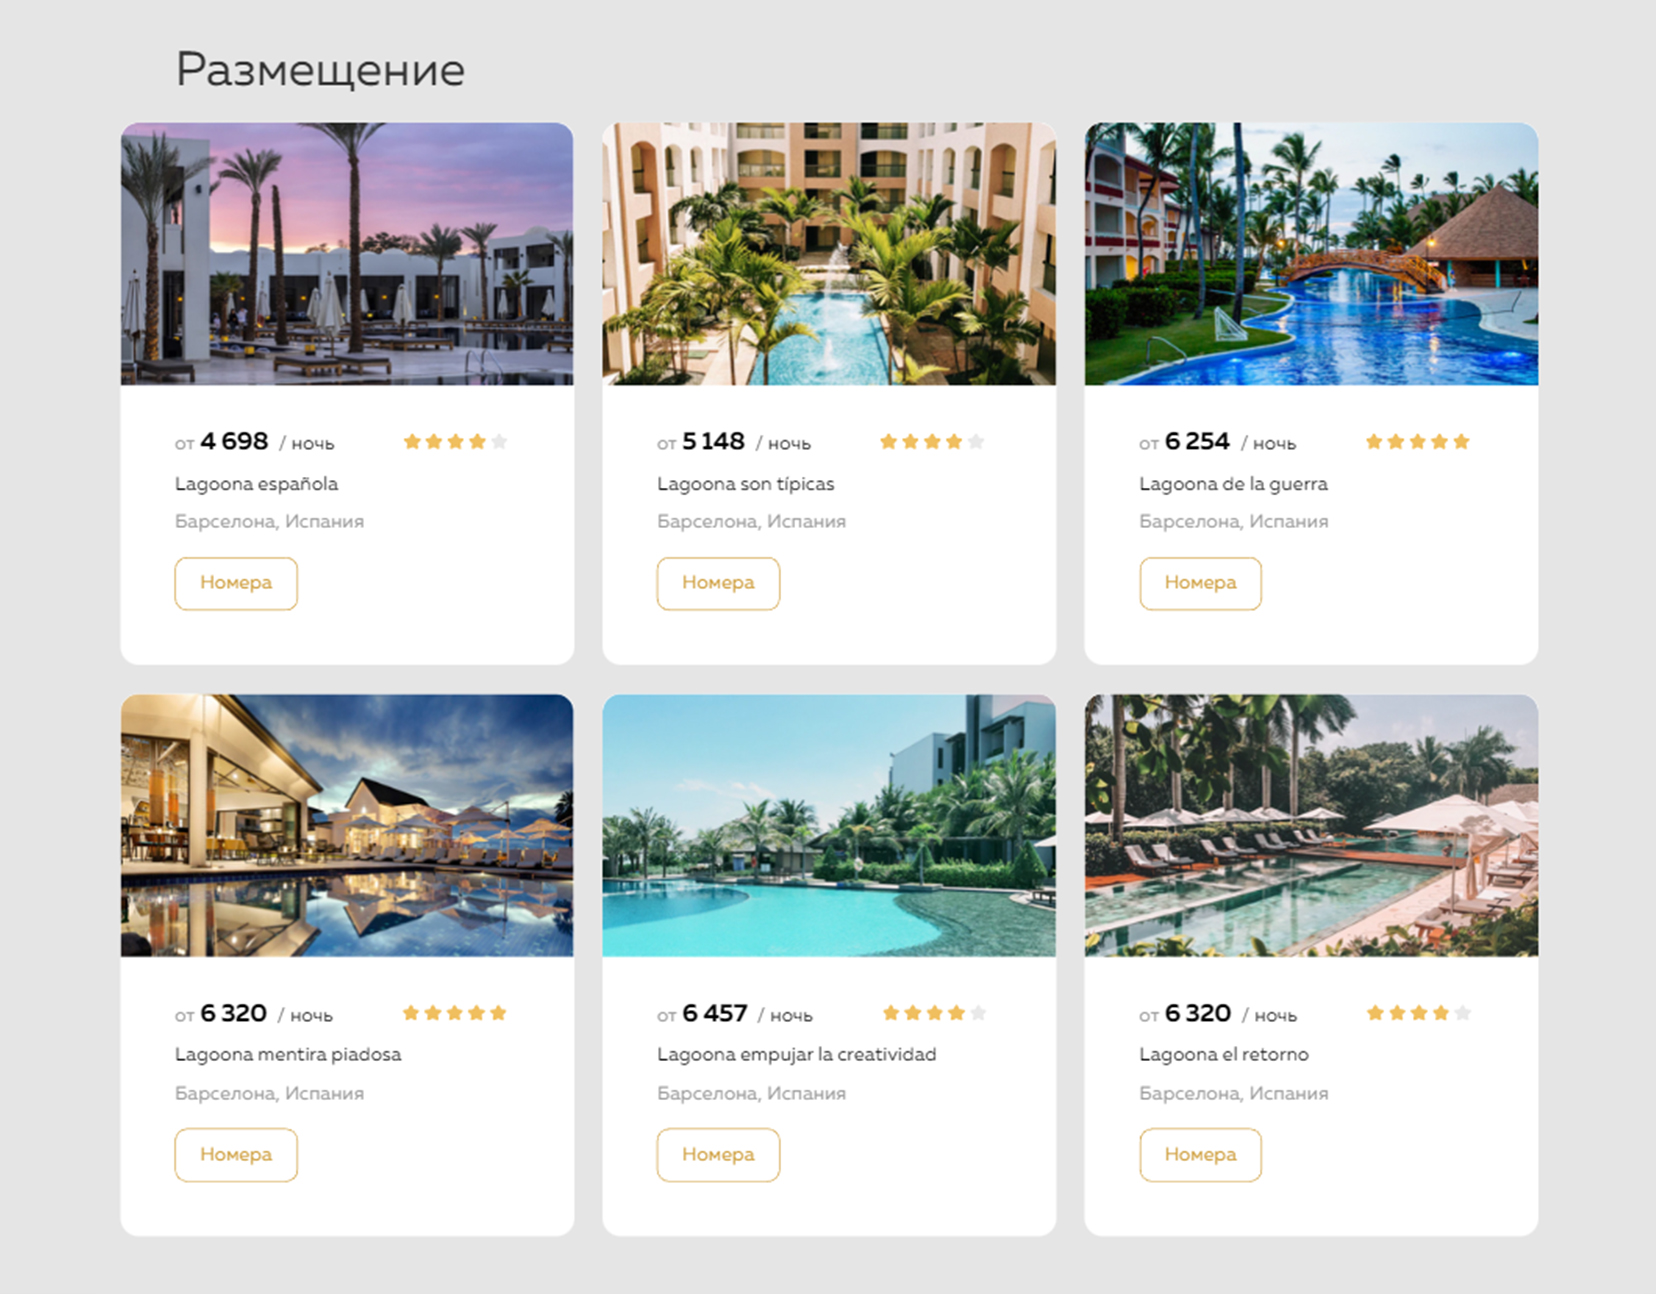 Размещение
от 4 698 / ночь
Lagoona española
Барселона, Испания
Номера
от 5 148 / ночь
Lagoona son típicas
Барселона, Испания
Номера
от 6 254 / ночь
Lagoona de la guerra
Барселона, Испания
Номера
от 6 320 / ночь
Lagoona mentira piadosa
Барселона, Испания
Номера
от 6 457 / ночь
Lagoona empujar la creatividad
Барселона, Испания
Номера
от 6 320 / ночь
Lagoona el retorno
Барселона, Испания
Номера